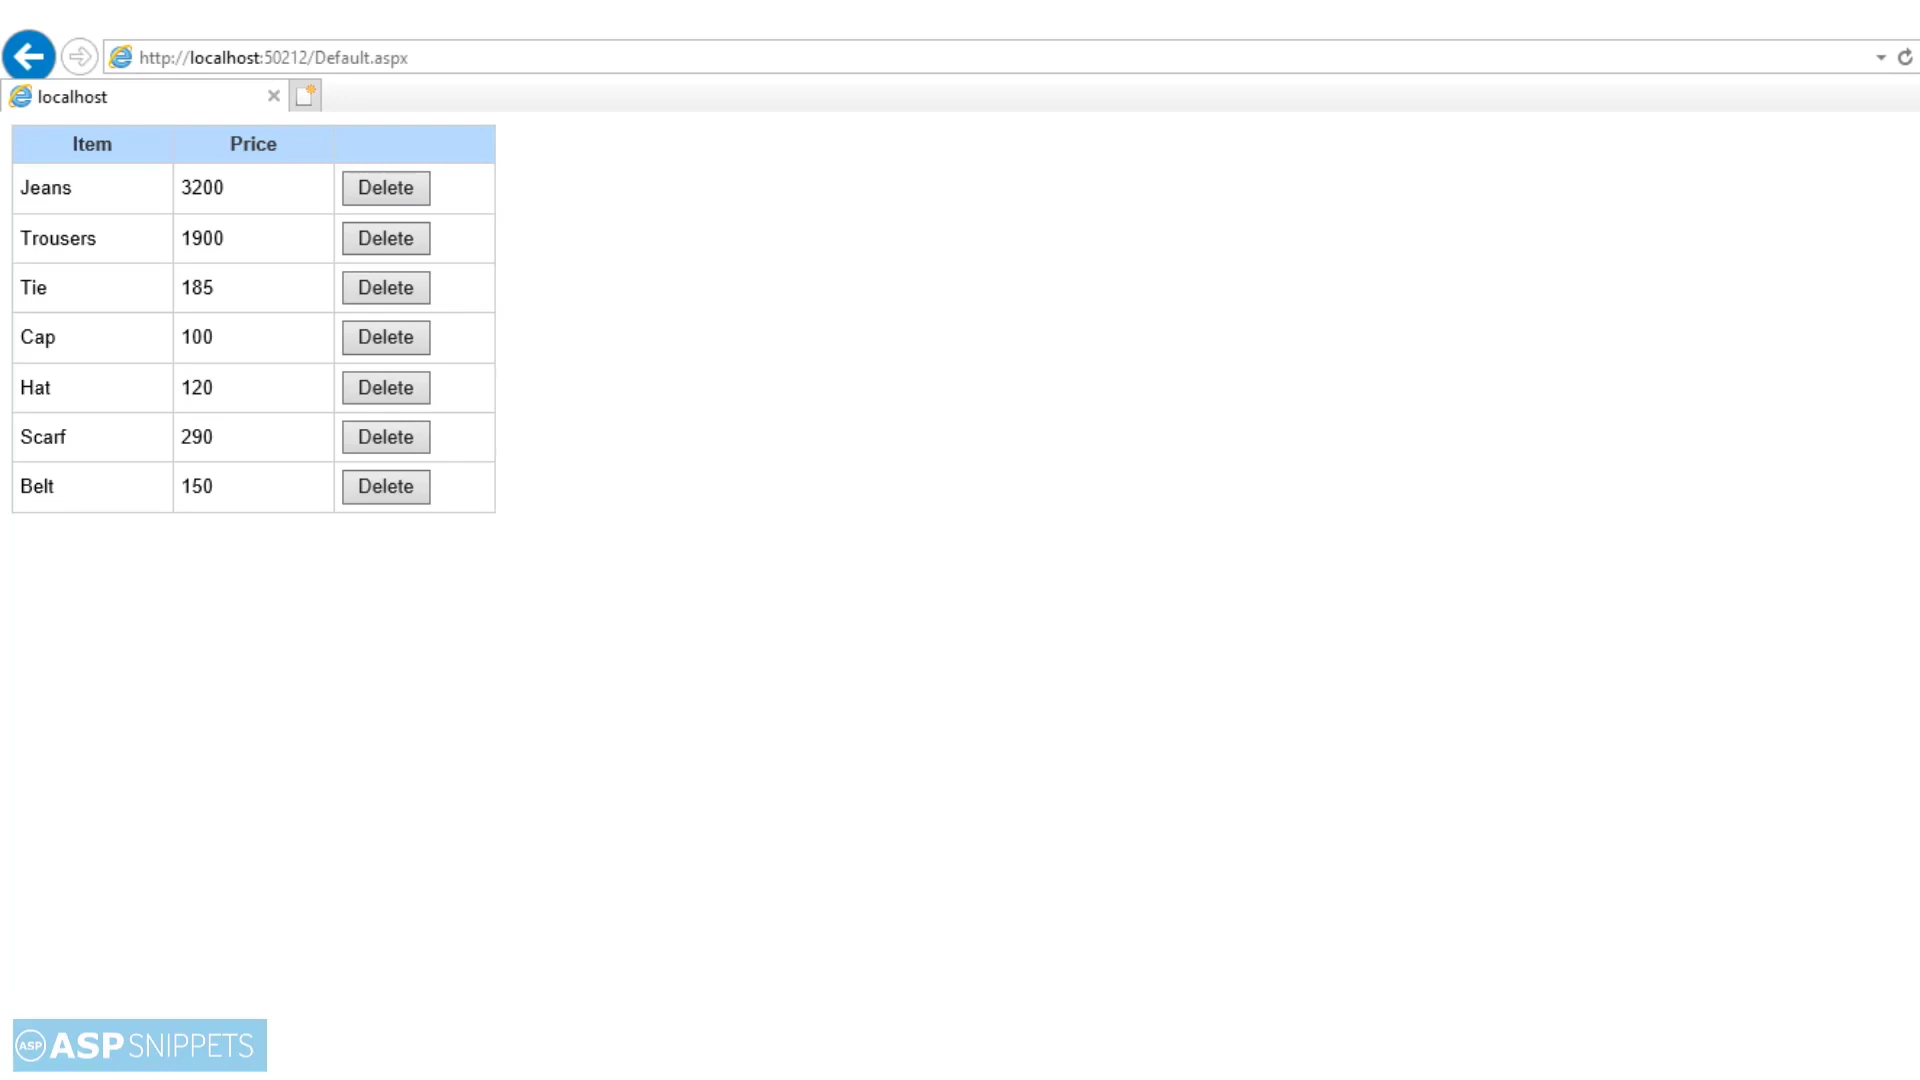 http://localhost:50212/Default.aspx
localhost
Item Price
Jeans 3200 Delete
Trousers 1900 Delete
Tie 185 Delete
Cap 100 Delete
Hat 120 Delete
Scarf 290 Delete
Belt 150 Delete
ASP ASPSNIPPETS